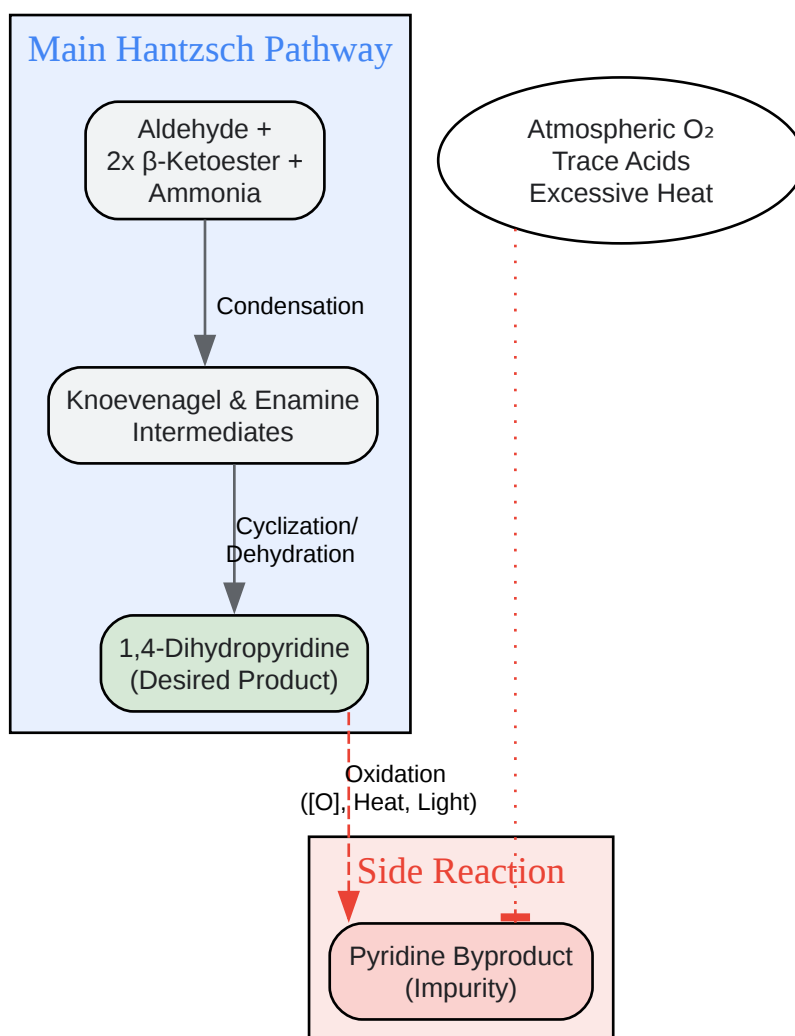 Main Hantzsch Pathway
Aldehyde +
2x β-Ketoester +
Ammonia
Atmospheric O₂
Trace Acids
Excessive Heat
Condensation
Knoevenagel & Enamine
Intermediates
Cyclization/
Dehydration
1,4-Dihydropyridine
(Desired Product)
Oxidation
([O], Heat, Light)
Side Reaction
Pyridine Byproduct
(Impurity)